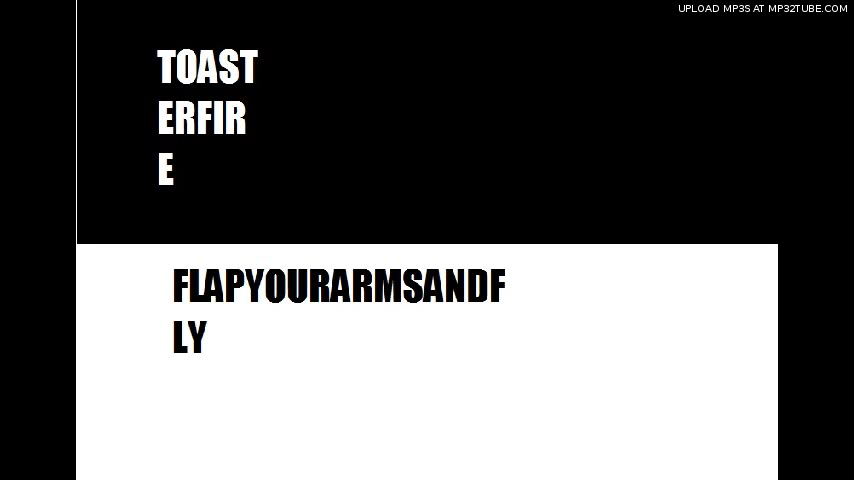 UPLOAD MP3S AT MP32TUBE.COM
TOAST
ERFIR
E
FLAPYOURARMSANDF
LY